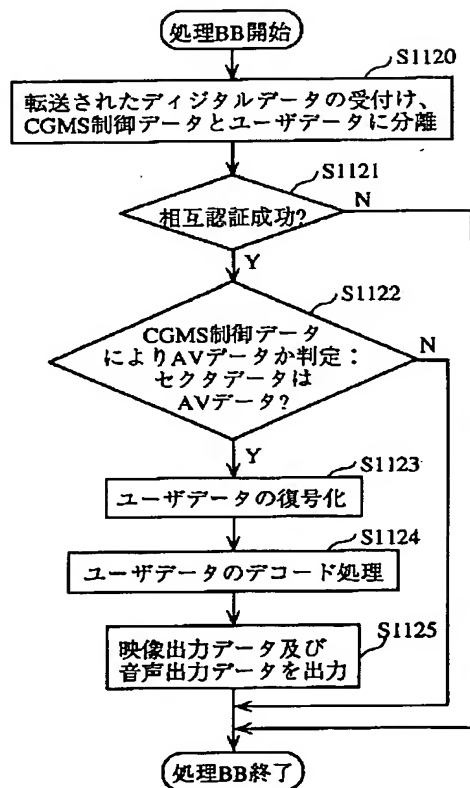 処理BB開始
S1120
転送されたディジタルデータの受付け、
CGMS制御データとユーザデータに分離
S1121
相互認証成功?
N
Y
S1122
CGMS制御データ
によりAVデータか判定:
セクタデータは
AVデータ?
N
Y
S1123
ユーザデータの復号化
S1124
ユーザデータのデコード処理
S1125
映像出力データ及び
音声出力データを出力
処理BB終了